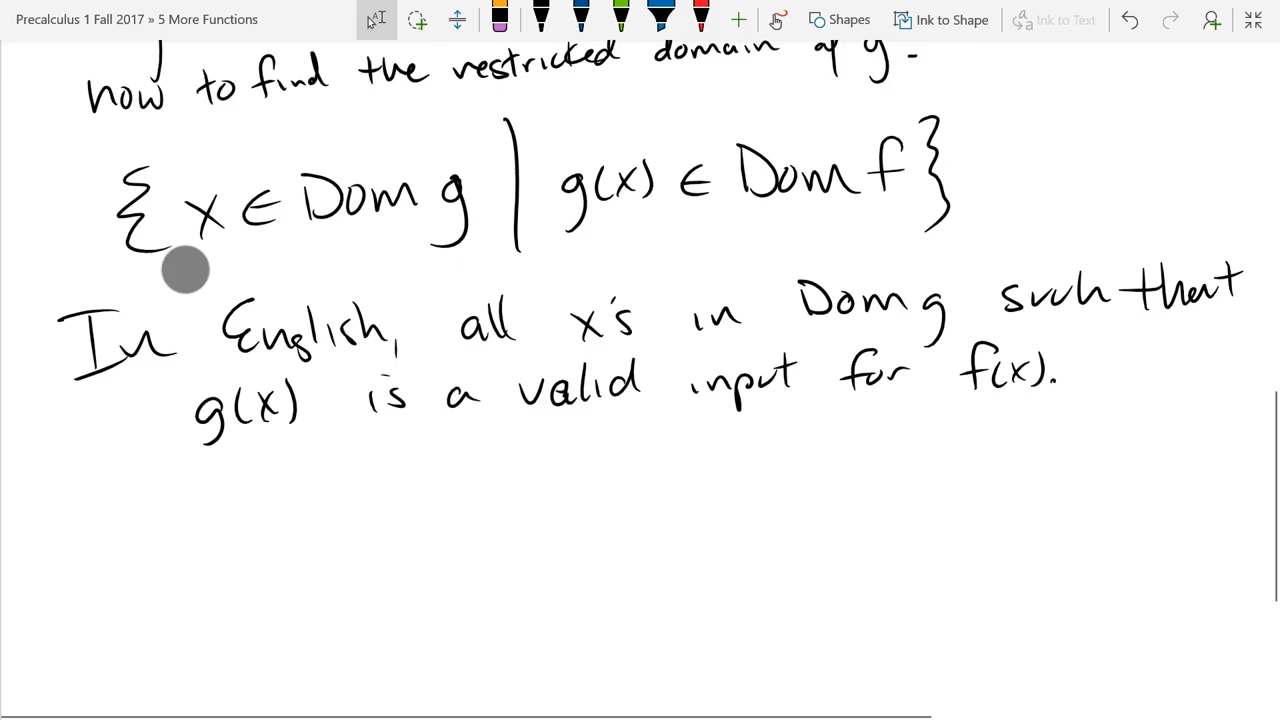 Precalculus 1 Fall 2017 » 5 More Functions
Shapes
Ink to Shape
Ink to Text
how to find the restricted domain of g.
{ x ∈ Dom g | g(x) ∈ Dom f }
In English, all x's in Dom g such that
g(x) is a valid input for f(x).